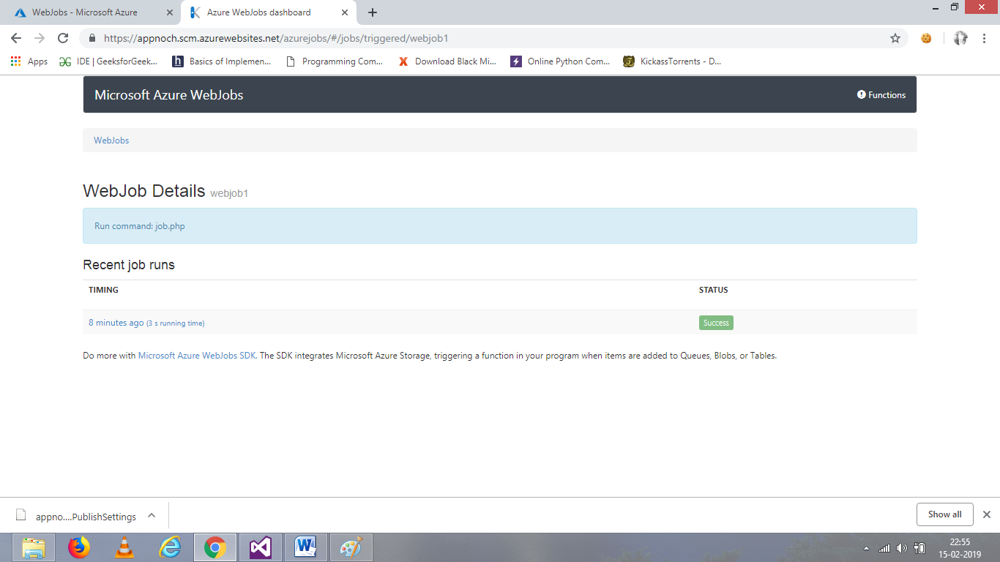 WebJobs - Microsoft Azure
Azure WebJobs dashboard
https://appnoch.scm.azurewebsites.net/azurejobs/#/jobs/triggered/webjob1
Apps
IDE | GeeksforGeek...
Basics of Implemen...
Programming Com...
Download Black Mi...
Online Python Com...
KickassTorrents - D...
Microsoft Azure WebJobs
Functions
WebJobs
WebJob Details webjob1
Run command: job.php
Recent job runs
TIMING STATUS
8 minutes ago (3 s running time) Success
Do more with Microsoft Azure WebJobs SDK. The SDK integrates Microsoft Azure Storage, triggering a function in your program when items are added to Queues, Blobs, or Tables.
appno....PublishSettings
Show all
22:55
15-02-2019